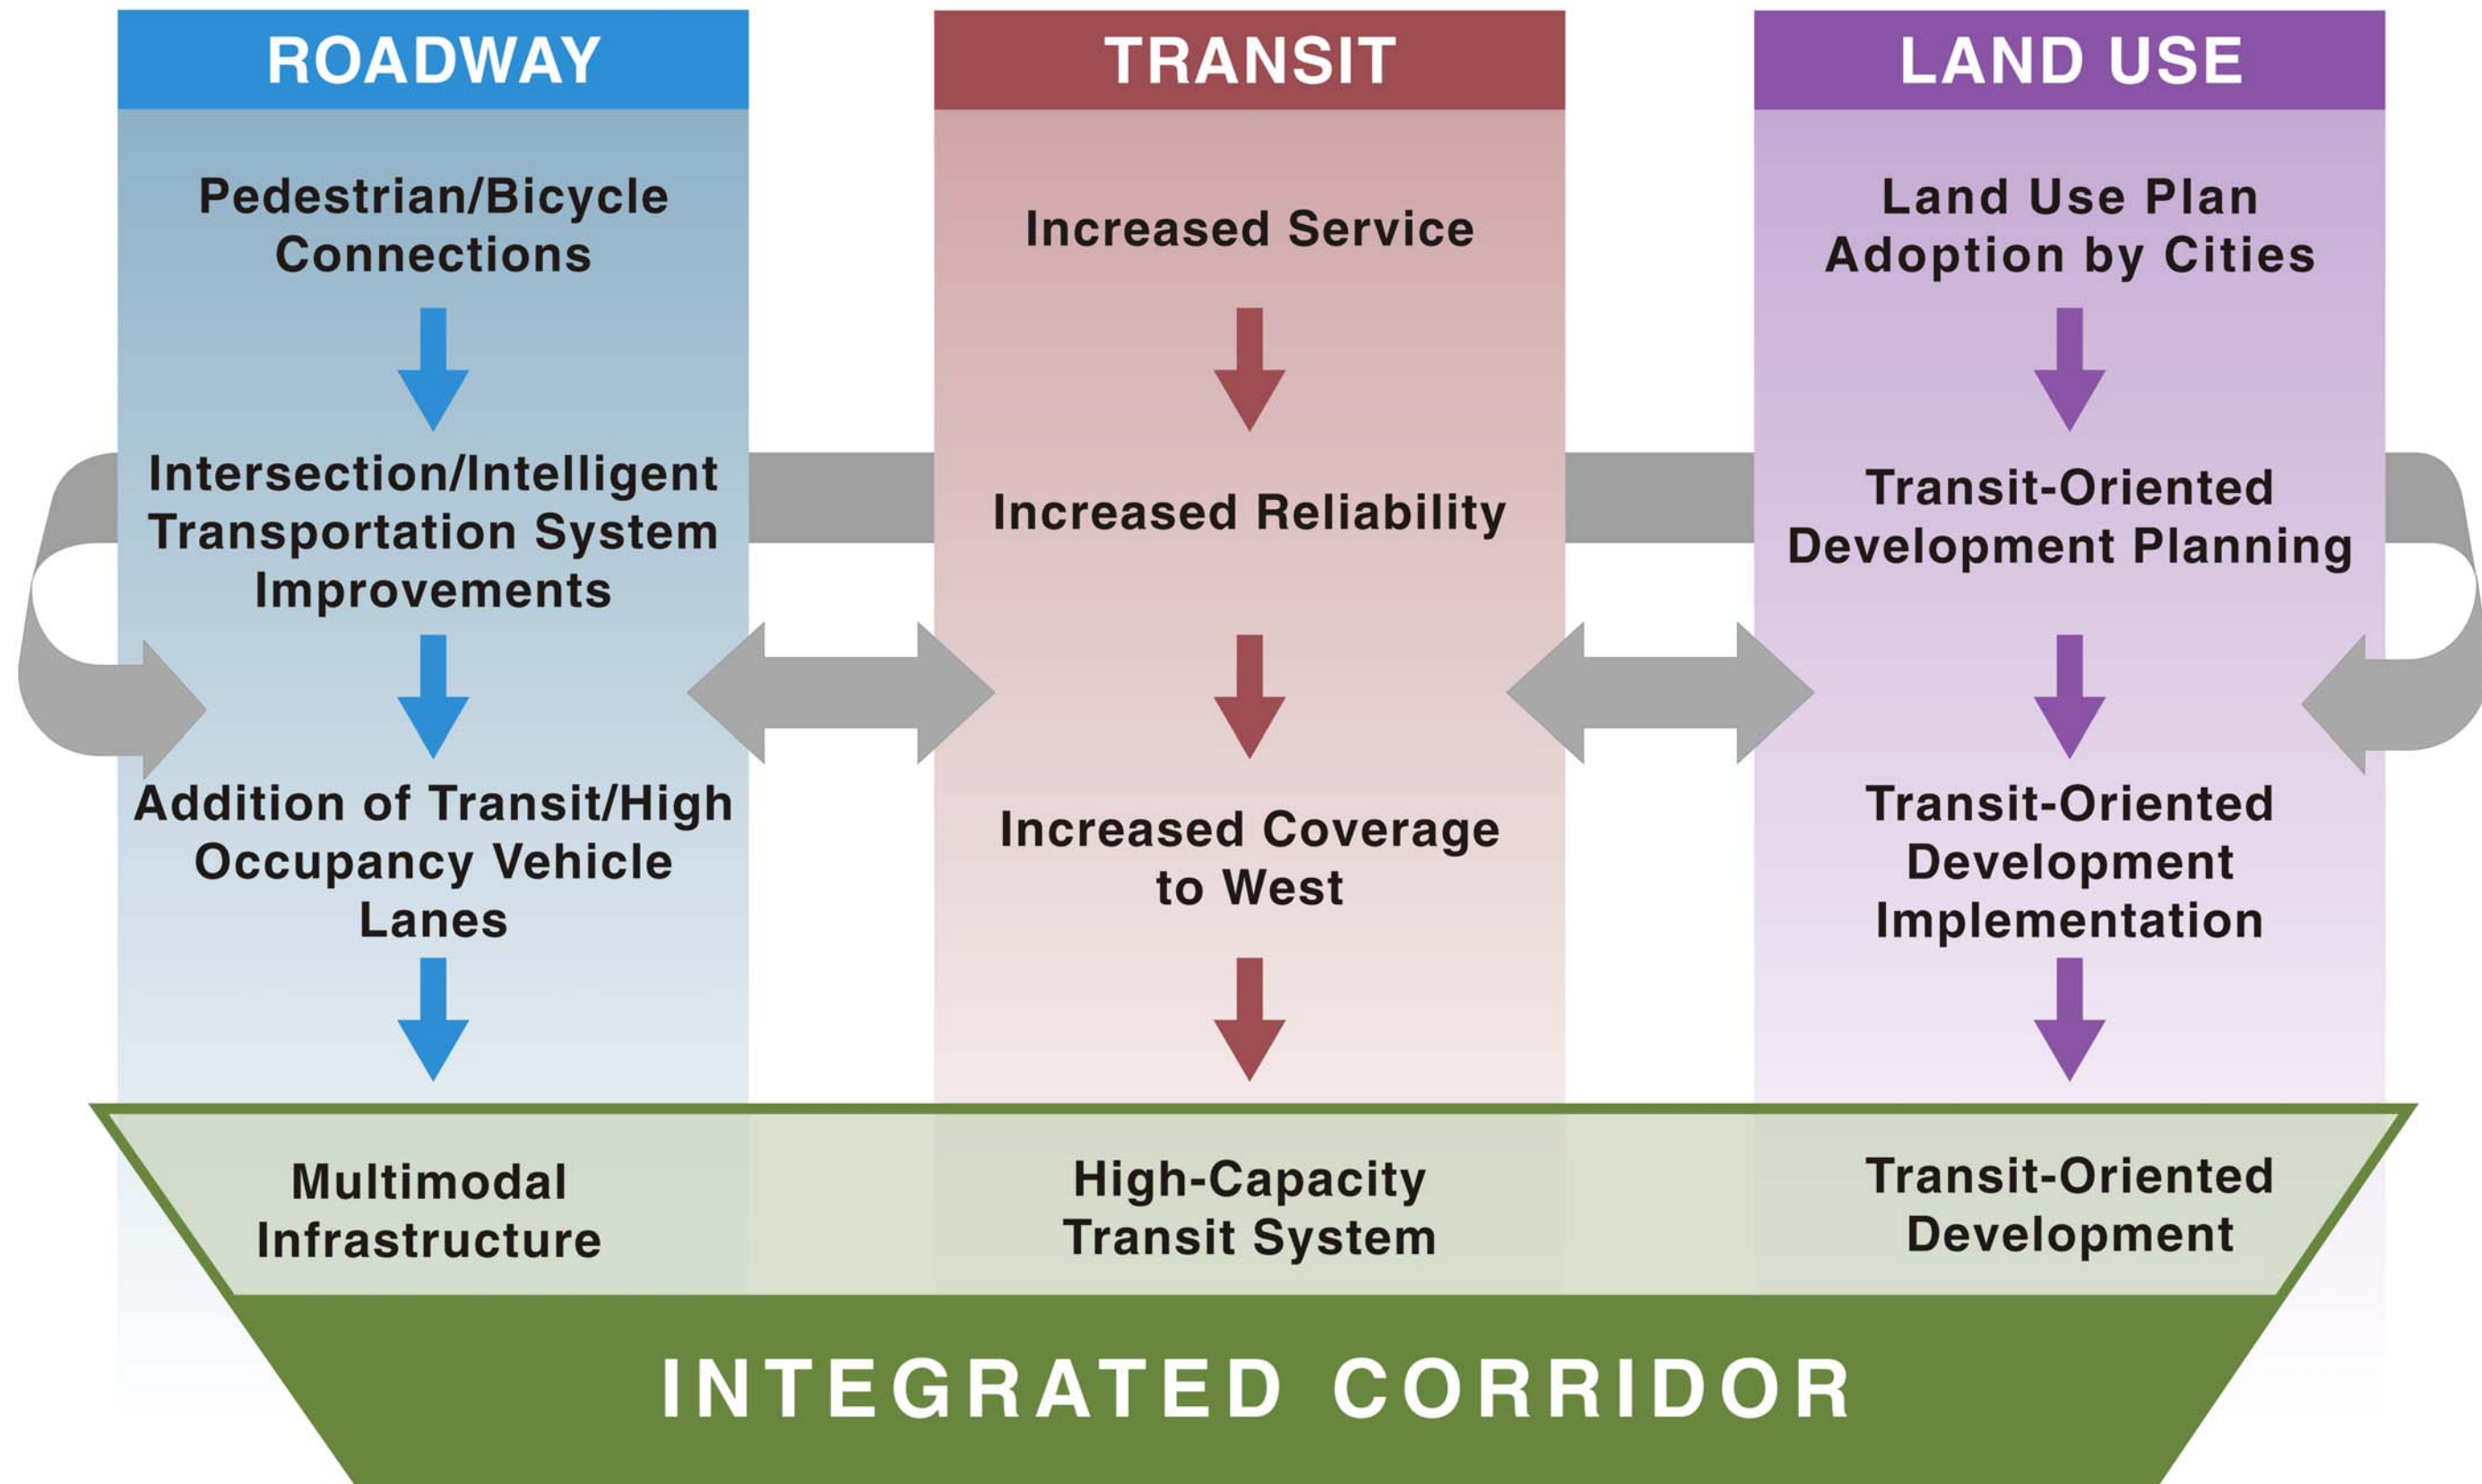 ROADWAY
Pedestrian/Bicycle
Connections
Intersection/Intelligent
Transportation System
Improvements
Addition of Transit/High
Occupancy Vehicle
Lanes
Multimodal
Infrastructure
TRANSIT
Increased Service
Increased Reliability
Increased Coverage
to West
High-Capacity
Transit System
LAND USE
Land Use Plan
Adoption by Cities
Transit-Oriented
Development Planning
Transit-Oriented
Development
Implementation
Transit-Oriented
Development
INTEGRATED CORRIDOR